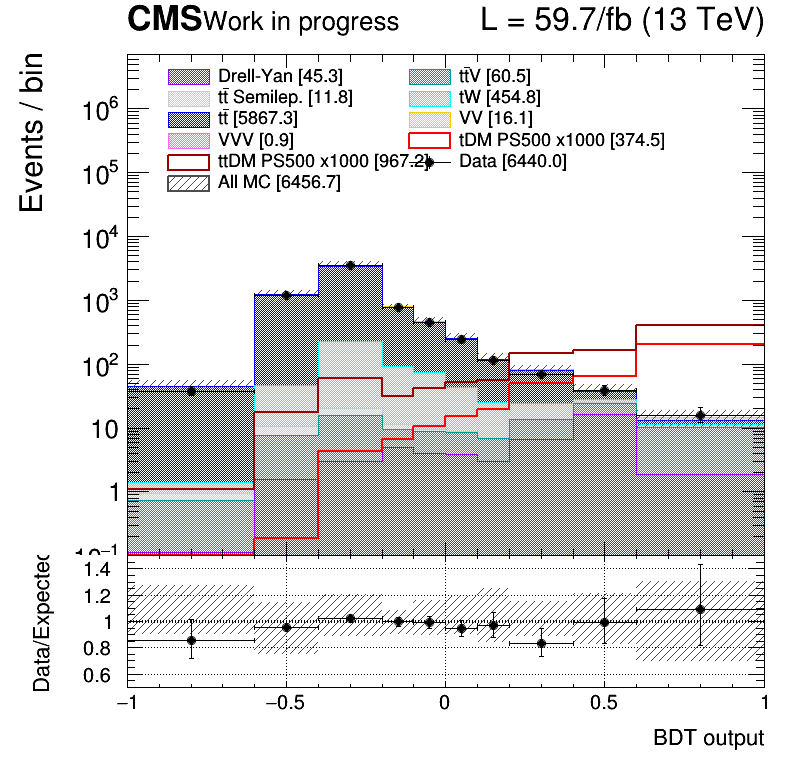 CMS Work in progress L = 59.7/fb (13 TeV)
Events / bin
Drell-Yan [45.3] tt̄V [60.5]
tt̄ Semilep. [11.8] tW [454.8]
tt̄ [5867.3] VV [16.1]
VVV [0.9] tDM PS500 x1000 [374.5]
ttDM PS500 x1000 [967.2] Data [6440.0]
All MC [6456.7]
10⁶
10⁵
10⁴
10³
10²
10
1
10⁻¹
Data/Expected
1.4
1.2
1
0.8
0.6
−1 −0.5 0 0.5 1
BDT output